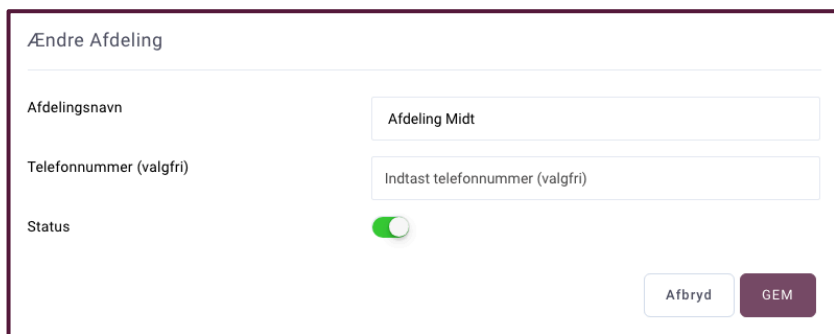 Ændre Afdeling
Afdelingsnavn
Afdeling Midt
Telefonnummer (valgfri)
Indtast telefonnummer (valgfri)
Status
Afbryd
GEM